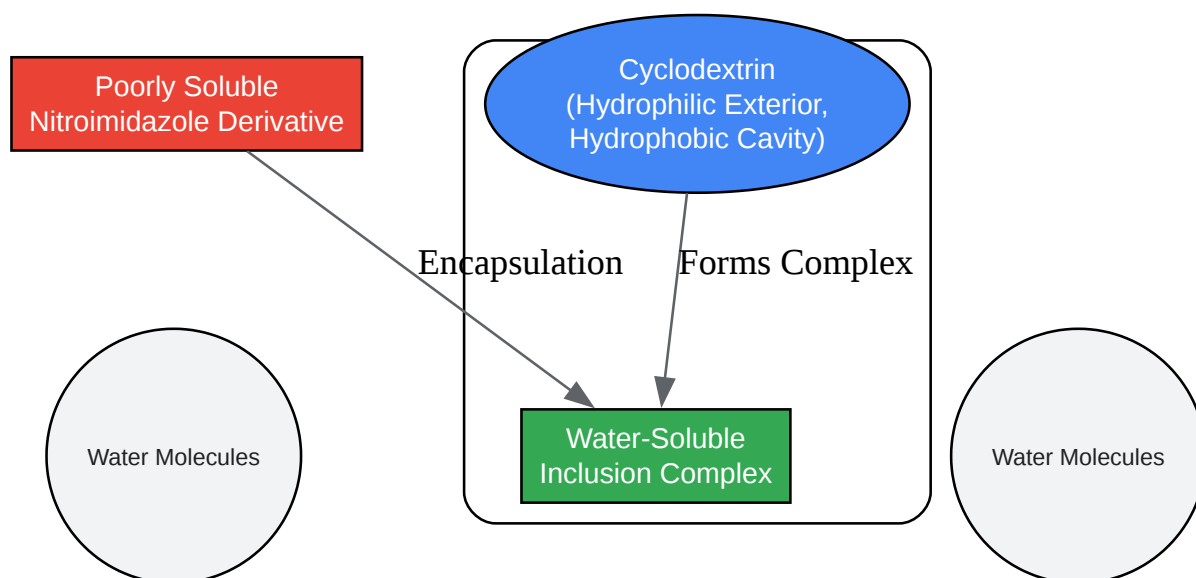 Poorly Soluble
Nitroimidazole Derivative
Cyclodextrin
(Hydrophilic Exterior,
Hydrophobic Cavity)
Encapsulation
Forms Complex
Water Molecules
Water-Soluble
Inclusion Complex
Water Molecules